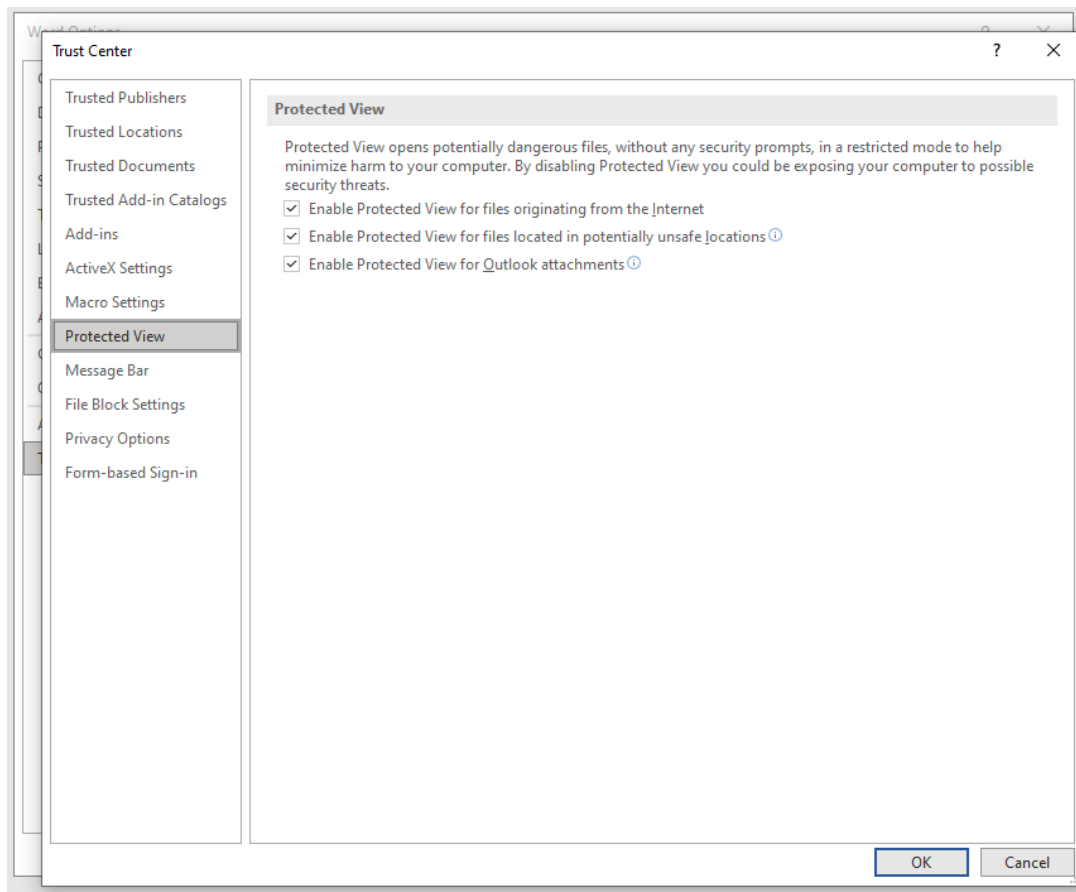 Word Options
Trust Center
?
Trusted Publishers
Trusted Locations
Trusted Documents
Trusted Add-in Catalogs
Add-ins
ActiveX Settings
Macro Settings
Protected View
Message Bar
File Block Settings
Privacy Options
Form-based Sign-in
Protected View
Protected View opens potentially dangerous files, without any security prompts, in a restricted mode to help
minimize harm to your computer. By disabling Protected View you could be exposing your computer to possible
security threats.
Enable Protected View for files originating from the Internet
Enable Protected View for files located in potentially unsafe locations
Enable Protected View for Outlook attachments
OK
Cancel